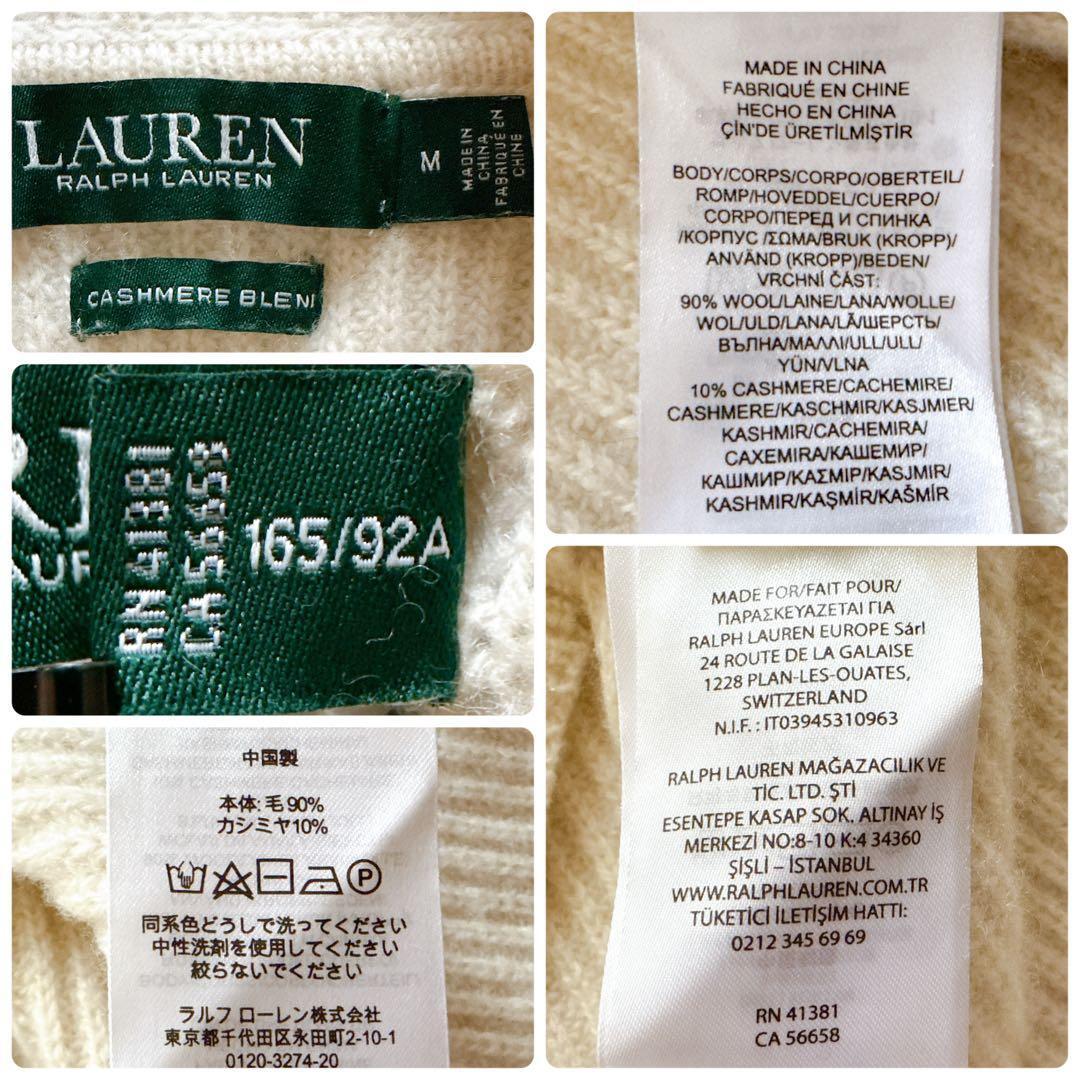 LAUREN
RALPH LAUREN
M
MADE IN
CHINA
FABRIQUÉ EN
CHINE
CASHMERE BLEN
RN 41381
CA 56658
165/92A
中国製
本体: 毛 90%
カシミヤ10%
P
同系色どうしで洗ってください
中性洗剤を使用してください
絞らないでください
ラルフ ローレン株式会社
東京都千代田区永田町2-10-1
0120-3274-20
MADE IN CHINA
FABRIQUÉ EN CHINE
HECHO EN CHINA
ÇİN'DE ÜRETİLMİŞTİR
BODY/CORPS/CORPO/OBERTEIL/
ROMP/HOVEDDEL/CUERPO/
CORPO/ПЕРЕД И СПИНКА
/КОРПУС /ΣΩΜΑ/BRUK (KROPP)/
ANVÄND (KROPP)/BEDEN/
VRCHNÍ ČÁST:
90% WOOL/LAINE/LANA/WOLLE/
WOL/ULD/LANA/LÃ/ШЕРСТЬ/
ВЪЛНА/ΜΑΛΛΙ/ULL/ULL/
YÜN/VLNA
10% CASHMERE/CACHEMIRE/
CASHMERE/KASCHMIR/KASJMIER/
KASHMIR/CACHEMIRA/
CAXEMIRA/КАШЕМИР/
КАШМИР/ΚΑΣΜΙΡ/KASJMIR/
KASHMIR/KAŞMİR/KAŠMÍR
MADE FOR/FAIT POUR/
ΠΑΡΑΣΚΕΥΑΖΕΤΑΙ ΓΙΑ
RALPH LAUREN EUROPE Sárl
24 ROUTE DE LA GALAISE
1228 PLAN-LES-OUATES,
SWITZERLAND
N.I.F. : IT03945310963
RALPH LAUREN MAĞAZACILIK VE
TİC. LTD. ŞTİ
ESENTEPE KASAP SOK. ALTINAY İŞ
MERKEZİ NO:8-10 K:4 34360
ŞİŞLİ – İSTANBUL
WWW.RALPHLAUREN.COM.TR
TÜKETİCİ İLETİŞİM HATTI:
0212 345 69 69
RN 41381
CA 56658